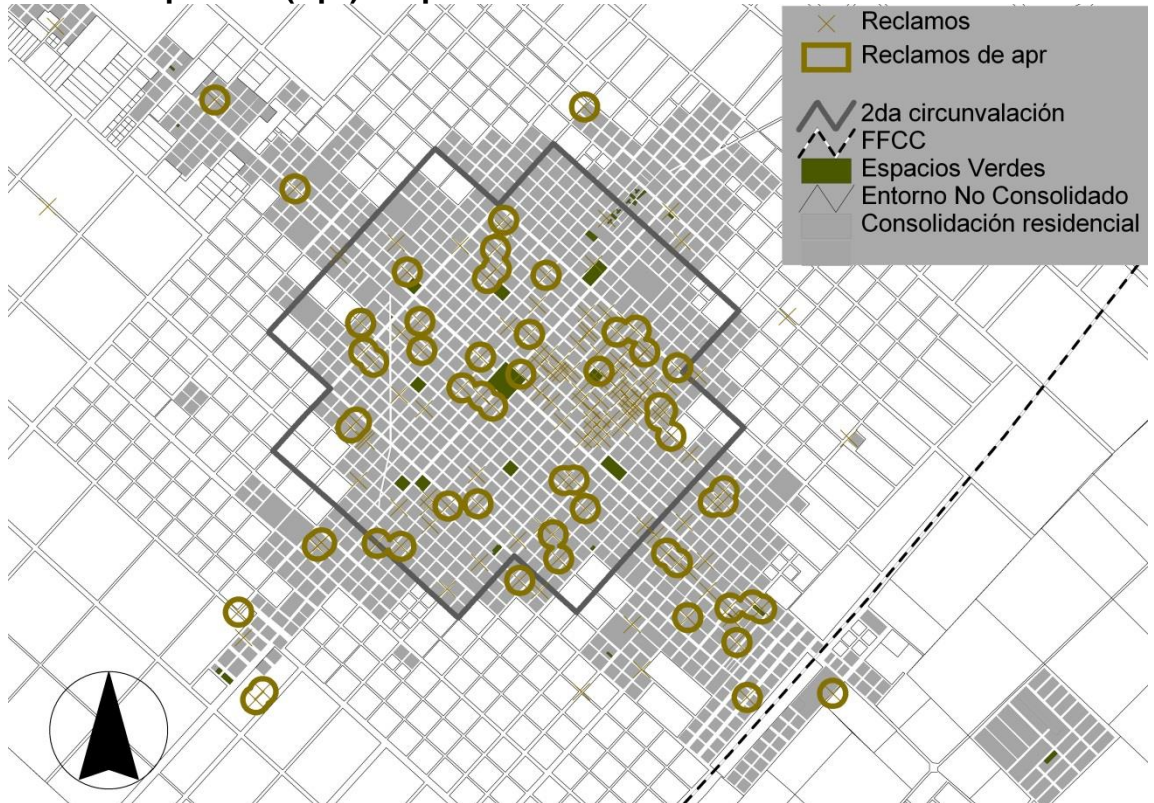 Reclamos
Reclamos de apr
2da circunvalación
FFCC
Espacios Verdes
Entorno No Consolidado
Consolidación residencial